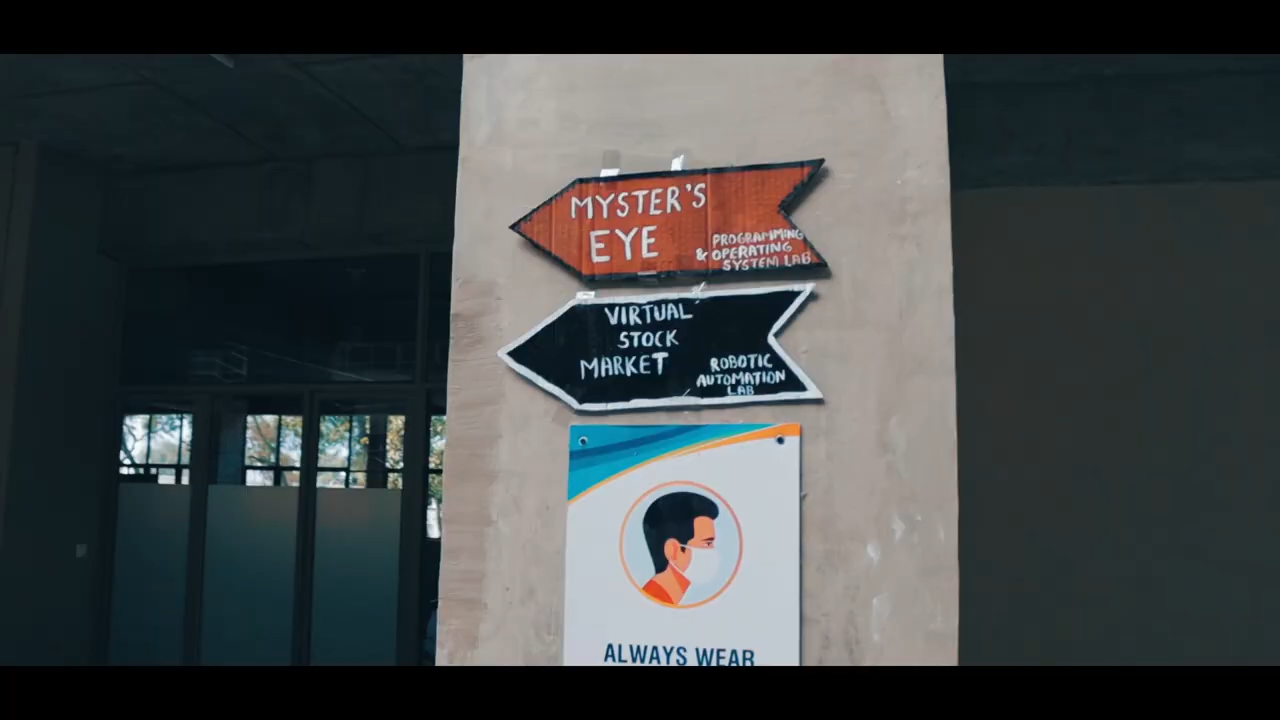 MYSTER'S
EYE
PROGRAMMING
& OPERATING
SYSTEM LAB
VIRTUAL
STOCK
MARKET
ROBOTIC
AUTOMATION
LAB
ALWAYS WEAR